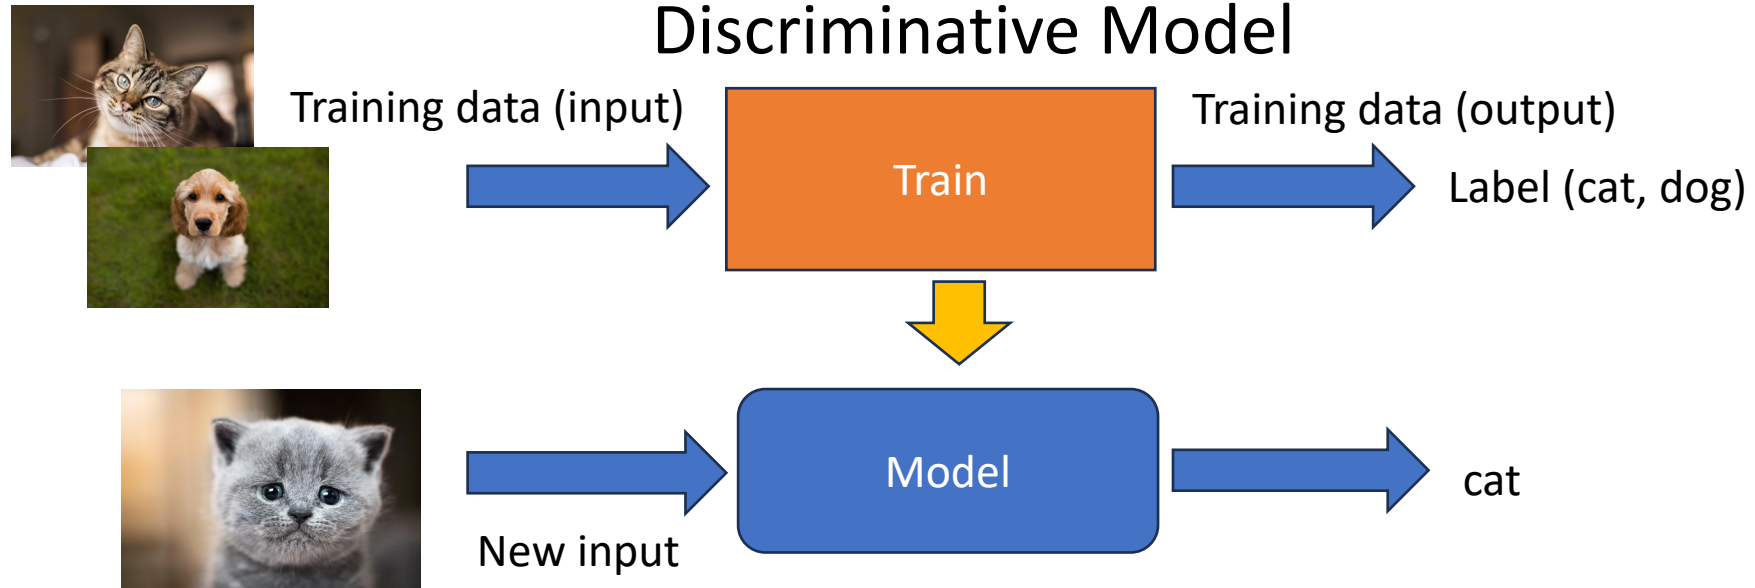 Discriminative Model
Training data (input)
Train
Training data (output)
Label (cat, dog)
Model
cat
New input